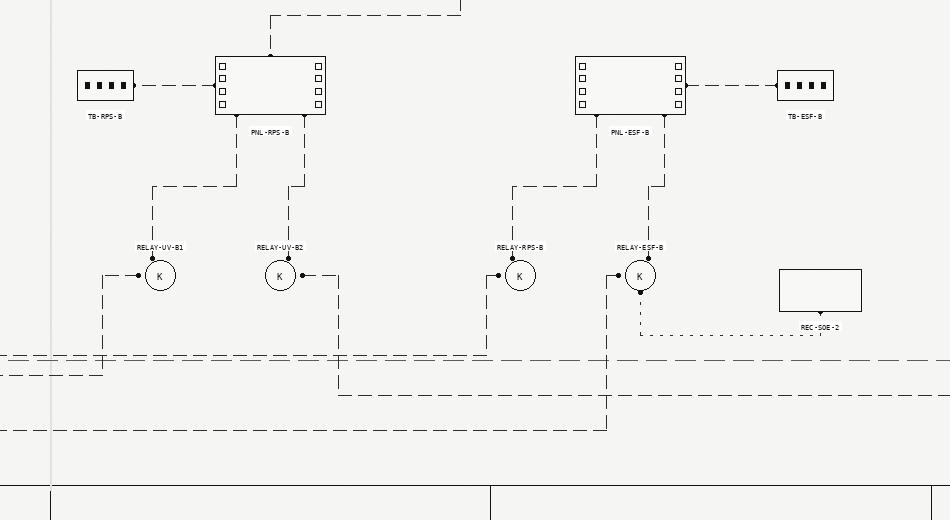 TB-RPS-B
PNL-RPS-B
PNL-ESF-B
TB-ESF-B
RELAY-UV-B1
RELAY-UV-B2
RELAY-RPS-B
RELAY-ESF-B
K
K
K
K
REC-SOE-2